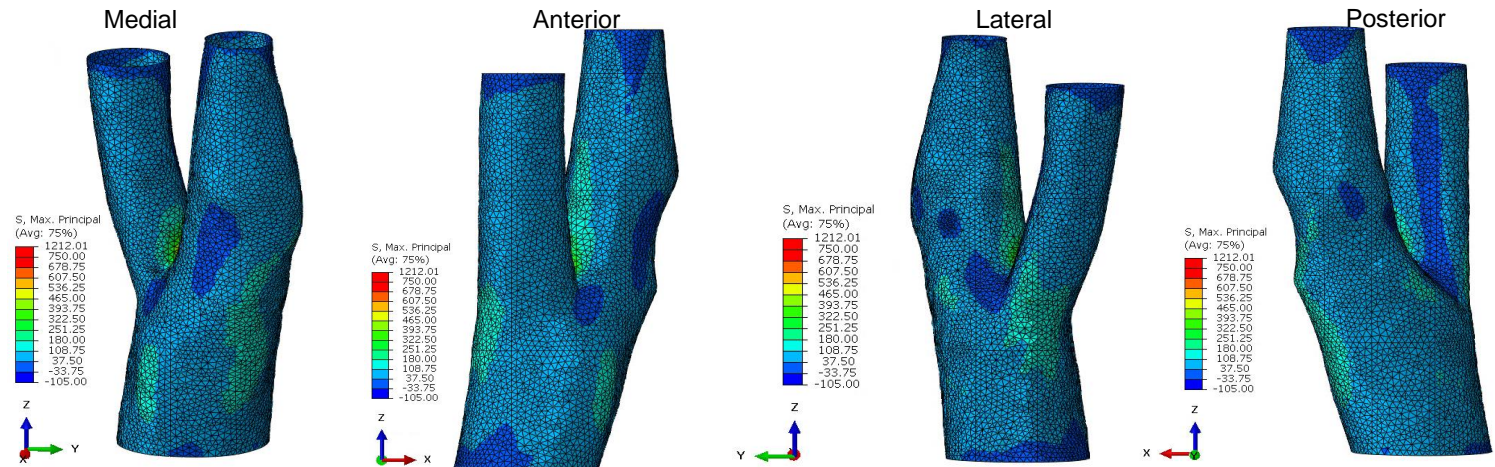 Medial
Anterior
Lateral
Posterior
S, Max. Principal
(Avg: 75%)
1212.01
750.00
678.75
607.50
536.25
465.00
393.75
322.50
251.25
180.00
108.75
37.50
-33.75
-105.00
Z
X
Y
S, Max. Principal
(Avg: 75%)
1212.01
750.00
678.75
607.50
536.25
465.00
393.75
322.50
251.25
180.00
108.75
37.50
-33.75
-105.00
Z
X
S, Max. Principal
(Avg: 75%)
1212.01
750.00
678.75
607.50
536.25
465.00
393.75
322.50
251.25
180.00
108.75
37.50
-33.75
-105.00
Z
Y
S, Max. Principal
(Avg: 75%)
1212.01
750.00
678.75
607.50
536.25
465.00
393.75
322.50
251.25
180.00
108.75
37.50
-33.75
-105.00
Z
X
Y